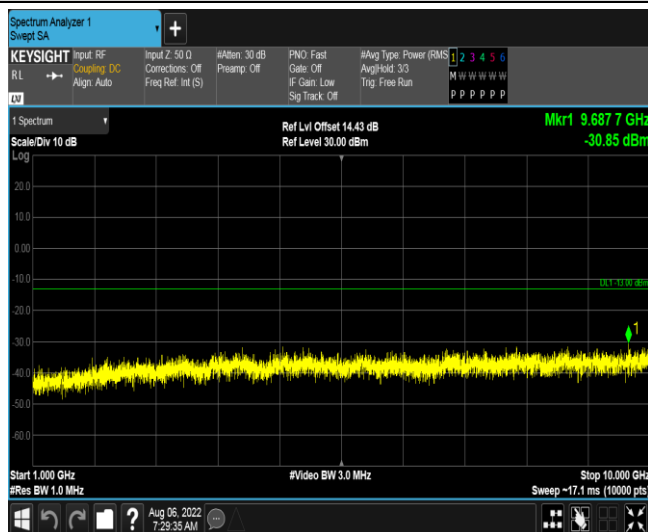 Spectrum Analyzer 1
Swept SA
+
KEYSIGHT
RL
LXI
Input: RF
Coupling: DC
Align: Auto
Input Z: 50 Ω
Corrections: Off
Freq Ref: Int (S)
#Atten: 30 dB
Preamp: Off
PNO: Fast
Gate: Off
IF Gain: Low
Sig Track: Off
#Avg Type: Power (RMS
Avg|Hold: 3/3
Trig: Free Run
1 2 3 4 5 6
M W W W W W
P P P P P P
1 Spectrum
Scale/Div 10 dB
Log
Ref Lvl Offset 14.43 dB
Ref Level 30.00 dBm
Mkr1 9.687 7 GHz
-30.85 dBm
20.0
10.0
0.00
-10.0
DL1 -13.00 dBm
-20.0
1
-30.0
-40.0
-50.0
-60.0
Start 1.000 GHz
#Res BW 1.0 MHz
#Video BW 3.0 MHz
Stop 10.000 GHz
Sweep ~17.1 ms (10000 pts)
?
Aug 06, 2022
7:29:35 AM